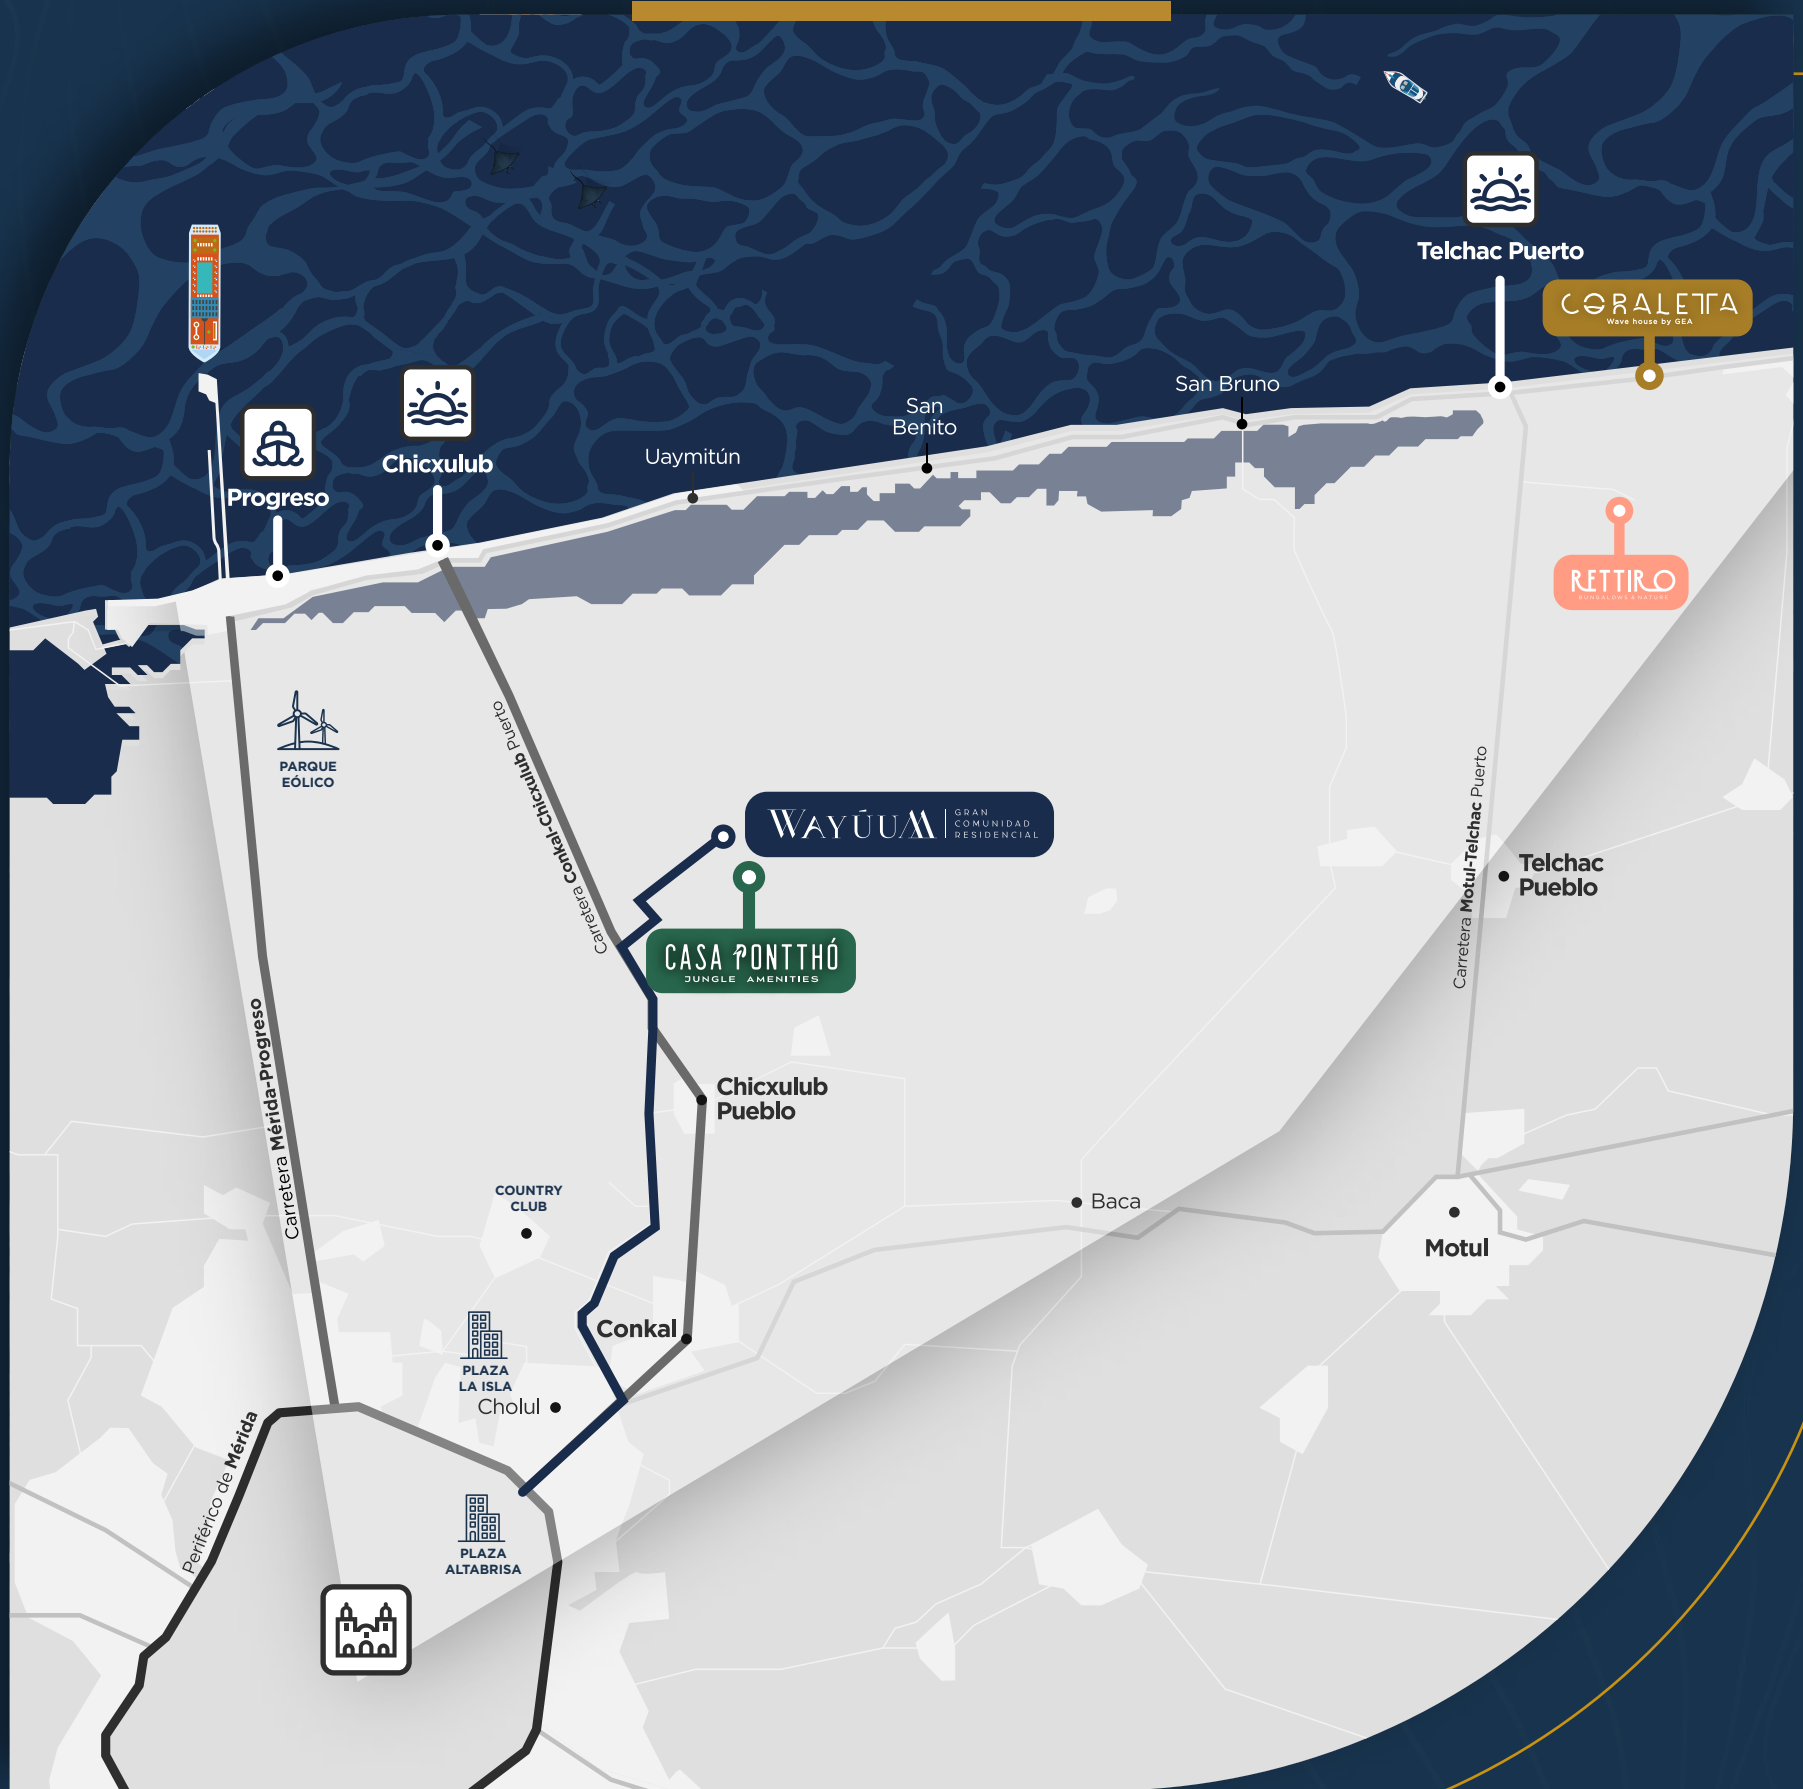 Telchac Puerto
CORALETTA
Wave house by GEA
San Bruno
San
Benito
Uaymitún
Chicxulub
Progreso
RETTIRO
BUNGALOWS & NATURE
PARQUE
EÓLICO
Carretera Conkal-Chicxulub Puerto
Carretera Motul-Telchac Puerto
WAYÚUM
GRAN
COMUNIDAD
RESIDENCIAL
Telchac
Pueblo
CASA PONTTHÓ
JUNGLE AMENITIES
Carretera Mérida-Progreso
Chicxulub
Pueblo
COUNTRY
CLUB
Baca
Motul
Conkal
PLAZA
LA ISLA
Cholul
Periférico de Mérida
PLAZA
ALTABRISA